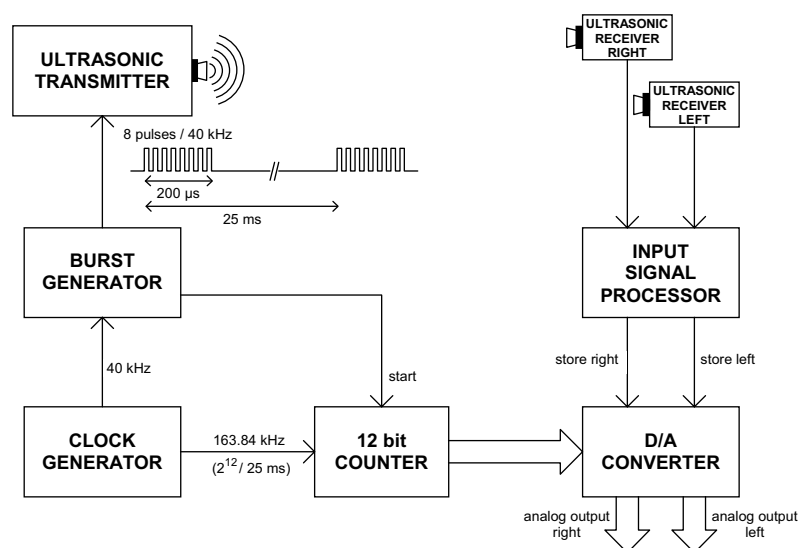 ULTRASONIC
TRANSMITTER
ULTRASONIC
RECEIVER
RIGHT
ULTRASONIC
RECEIVER
LEFT
8 pulses / 40 kHz
200 µs
25 ms
BURST
GENERATOR
INPUT
SIGNAL
PROCESSOR
40 kHz
start
store right
store left
CLOCK
GENERATOR
163.84 kHz
(2¹²/ 25 ms)
12 bit
COUNTER
D/A
CONVERTER
analog output
right
analog output
left